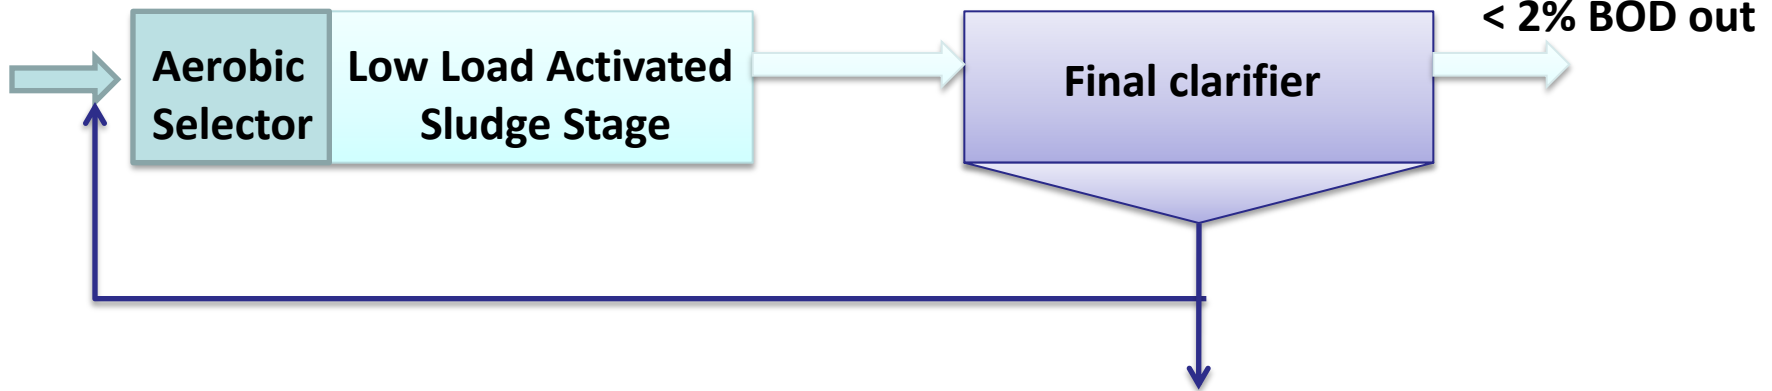 < 2% BOD out
Aerobic
Selector
Low Load Activated
Sludge Stage
Final clarifier